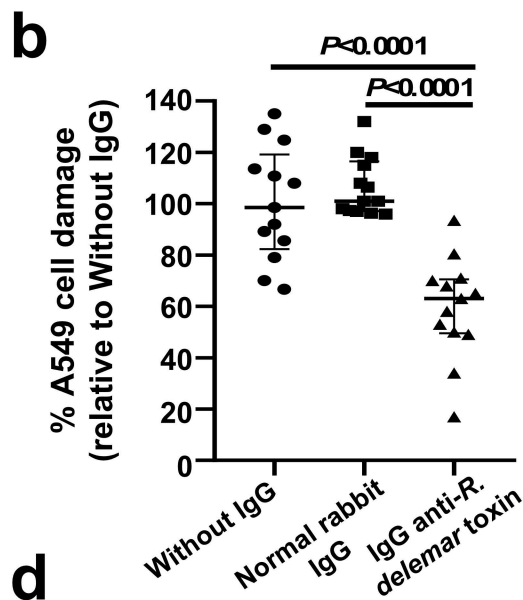 b
P<0.0001
P<0.0001
% A549 cell damage
(relative to Without IgG)
140
120
100
80
60
40
20
0
Without IgG
Normal rabbit
IgG
IgG anti-R.
delemar toxin
d